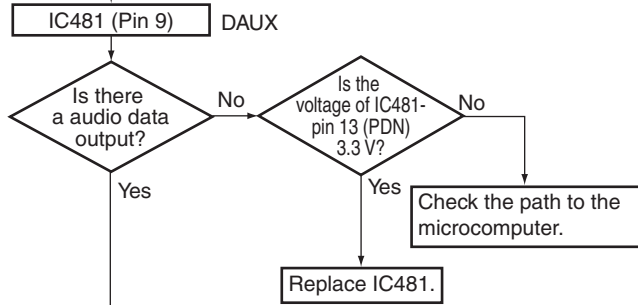 IC481 (Pin 9)
DAUX
Is there
a audio data
output?
No
Is the
voltage of IC481-
pin 13 (PDN)
3.3 V?
No
Yes
Yes
Check the path to the
microcomputer.
Replace IC481.